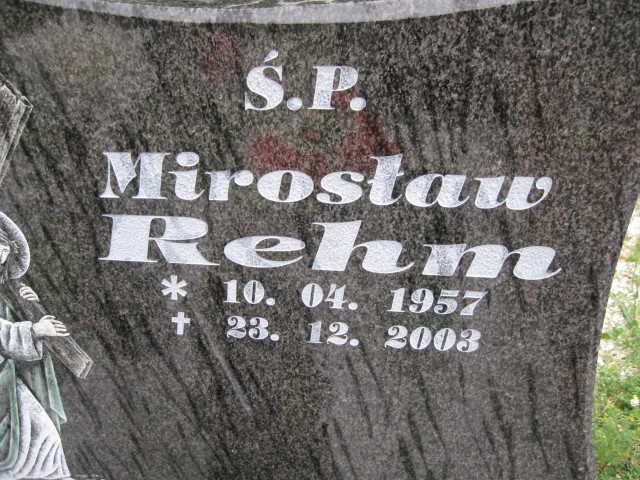 Ś.P.
Mirosław
Rehm
* 10. 04. 1957
† 23. 12. 2003